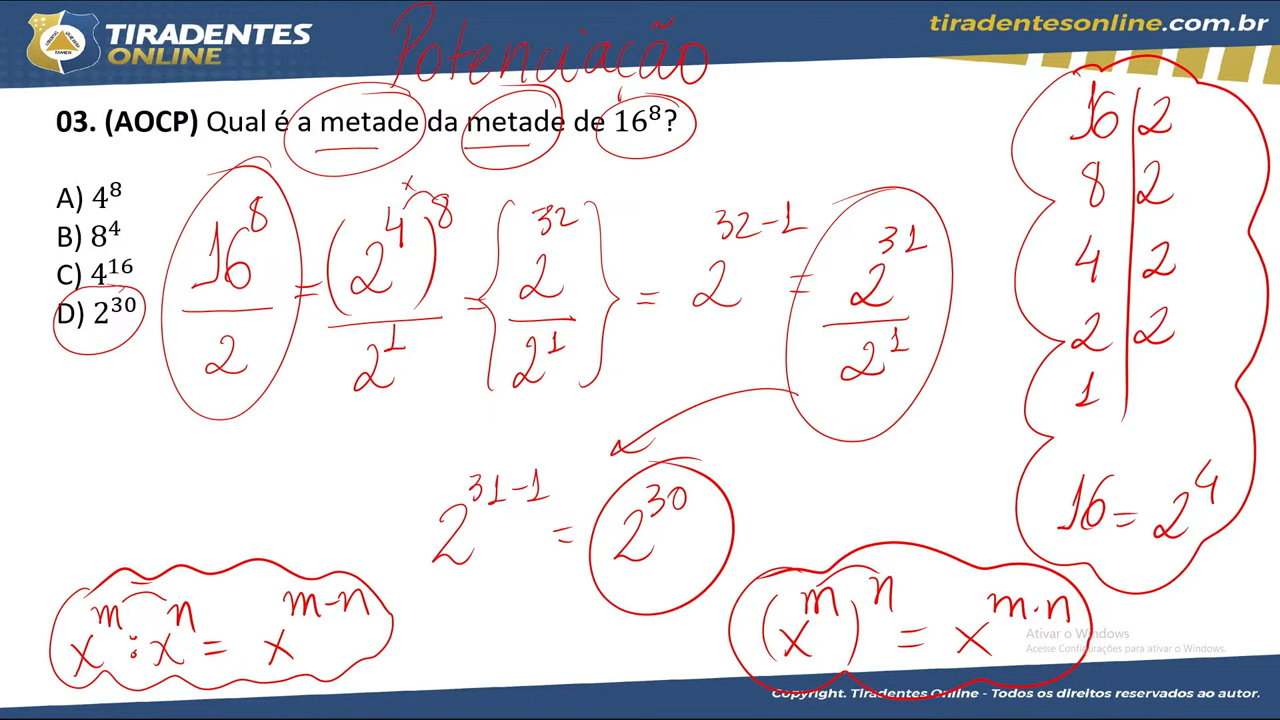 TIRADENTES
ONLINE
tiradentesonline.com.br
Potenciação
03. (AOCP) Qual é a metade da metade de 16⁸?
A) 4⁸
B) 8⁴
C) 4¹⁶
D) 2³⁰
16⁸/2 = (2⁴)⁸/2¹ = {2³²/2¹} = 2³²⁻¹ = 2³¹/2¹
2³¹⁻¹ = 2³⁰
16 | 2
8 | 2
4 | 2
2 | 2
1
16 = 2⁴
xᵐ : xⁿ = xᵐ⁻ⁿ
(xᵐ)ⁿ = xᵐ·ⁿ
Ativar o Windows
Acesse Configurações para ativar o Windows.
Copyright. Tiradentes Online - Todos os direitos reservados ao autor.